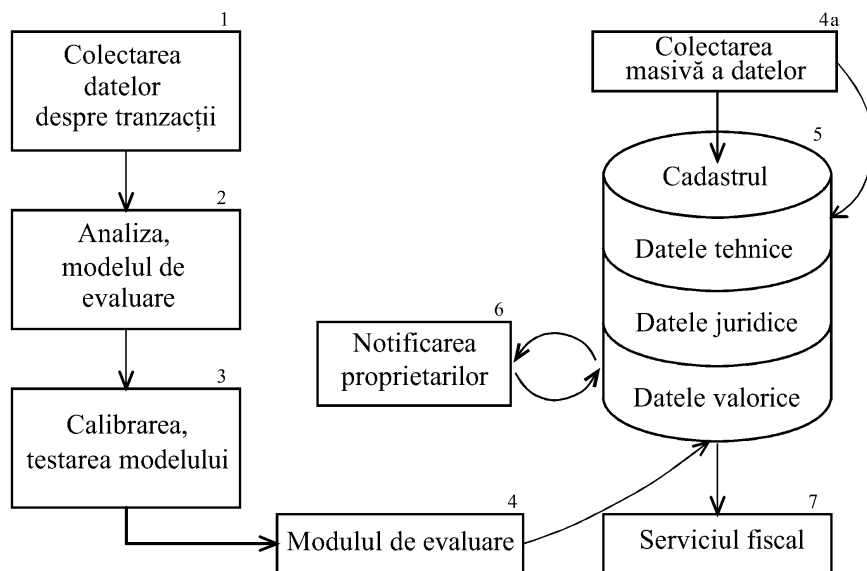 1
Colectarea
datelor
despre tranzacții
2
Analiza,
modelul de
evaluare
3
Calibrarea,
testarea modelului
4
Modulul de evaluare
4a
Colectarea
masivă a datelor
5
Cadastrul
Datele tehnice
Datele juridice
Datele valorice
6
Notificarea
proprietarilor
7
Serviciul fiscal